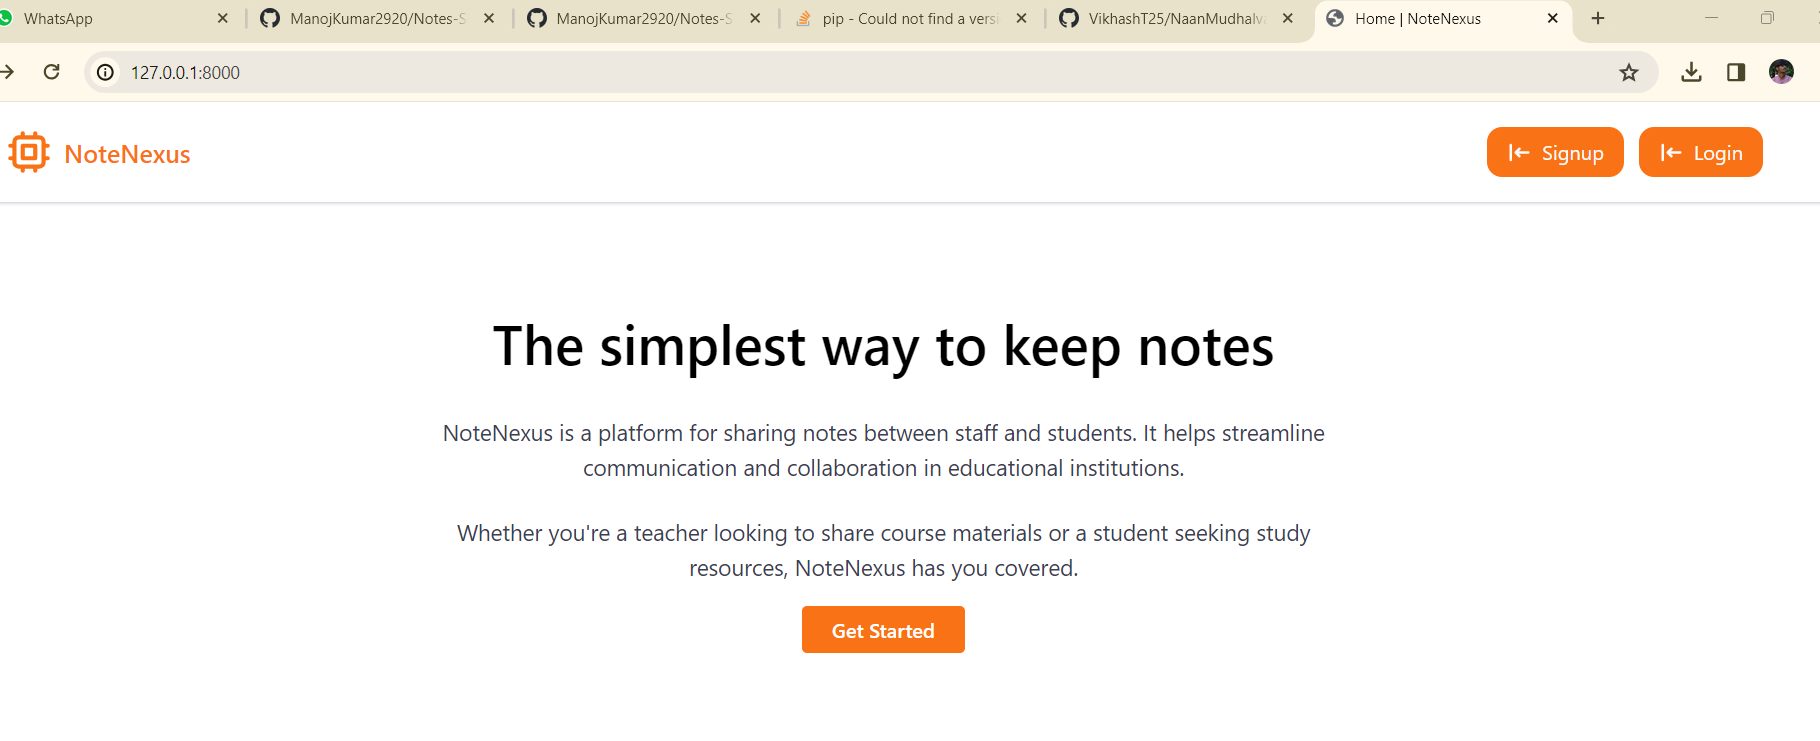 WhatsApp
ManojKumar2920/Notes-S
ManojKumar2920/Notes-S
pip - Could not find a versi
VikhashT25/NaanMudhalva
Home | NoteNexus
127.0.0.1:8000
NoteNexus
Signup
Login
The simplest way to keep notes
NoteNexus is a platform for sharing notes between staff and students. It helps streamline
communication and collaboration in educational institutions.
Whether you're a teacher looking to share course materials or a student seeking study
resources, NoteNexus has you covered.
Get Started